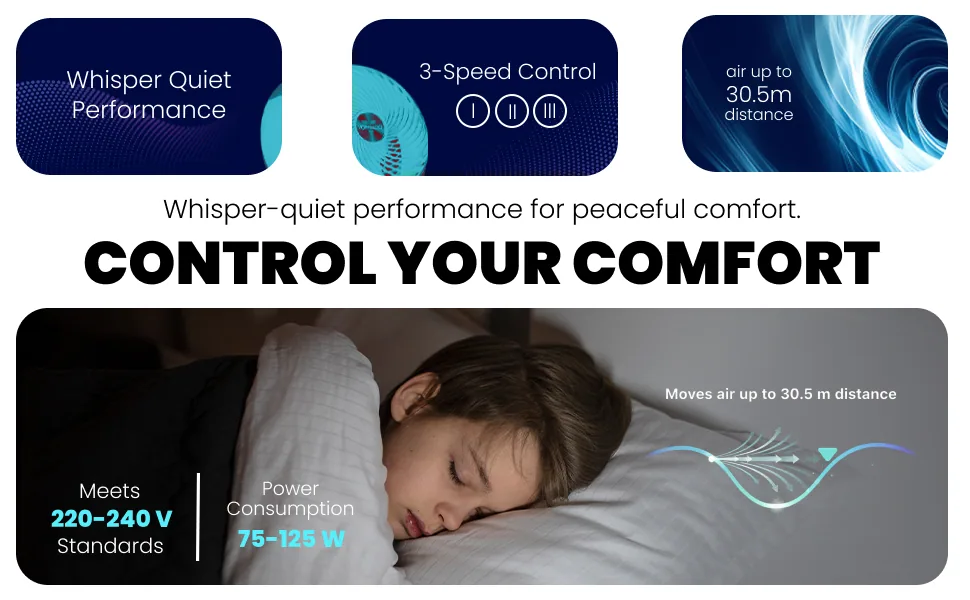 Whisper Quiet
Performance
3-Speed Control
I II III
air up to
30.5m
distance
Whisper-quiet performance for peaceful comfort.
CONTROL YOUR COMFORT
Moves air up to 30.5 m distance
Meets
220-240 V
Standards
Power
Consumption
75-125 W